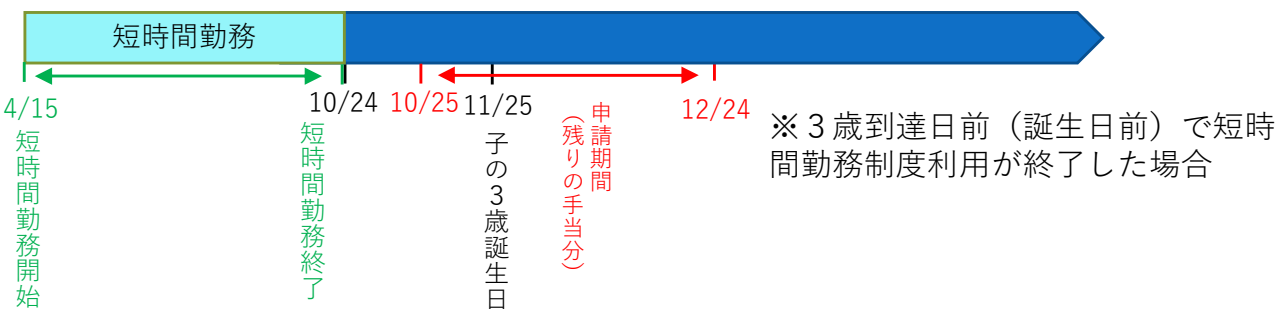 短時間勤務
4/15
短時間勤務開始
短時間勤務終了
10/24
10/25
11/25
子の３歳誕生日
申請期間
（残りの手当分）
12/24
※３歳到達日前（誕生日前）で短時
間勤務制度利用が終了した場合